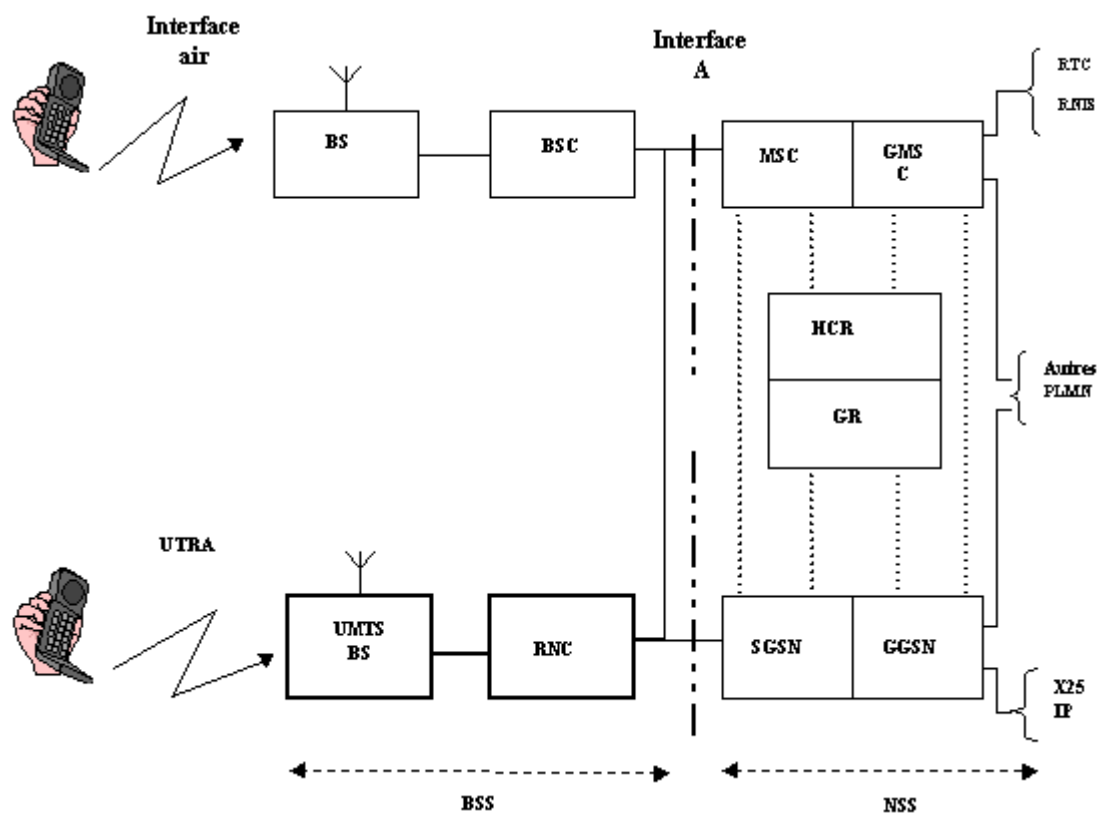 Interface
air
Interface
A
RTC
RNIS
BS
BSC
MSC
GMS
C
HCR
GR
Autres
PLMN
UTRA
UMTS
BS
RNC
SGSN
GGSN
X25
IP
BSS
NSS